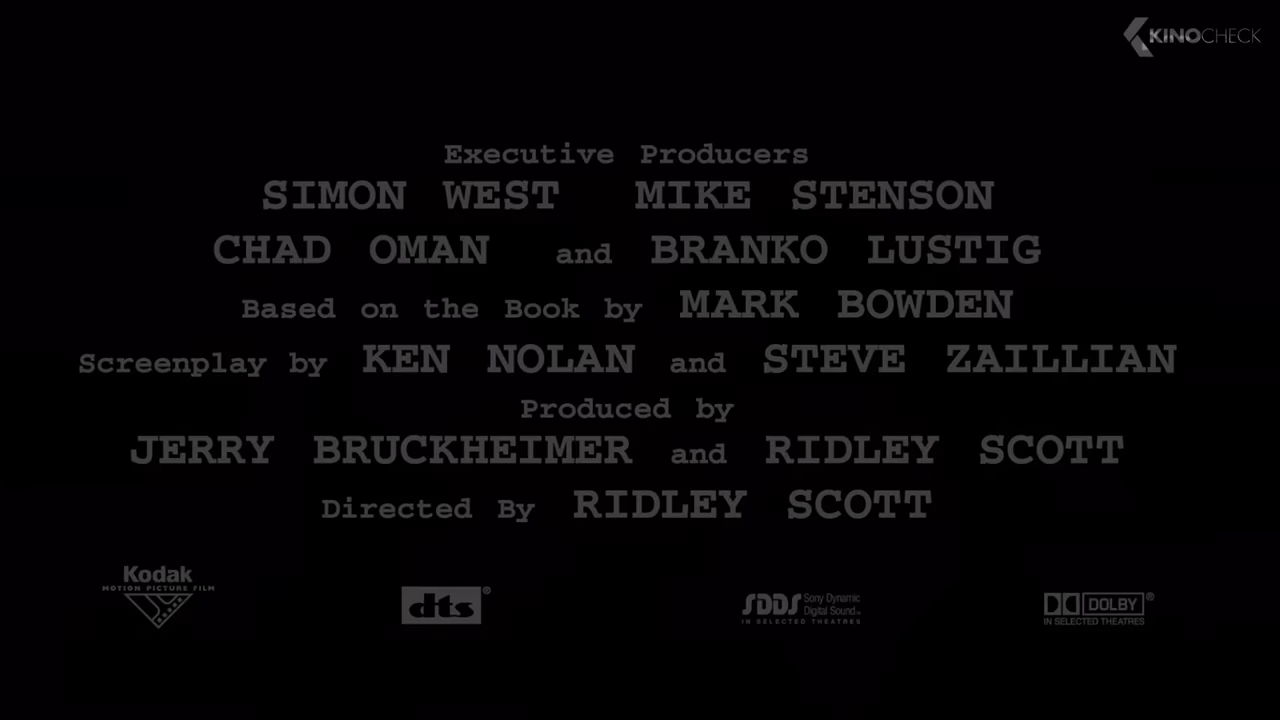 KINOCHECK
Executive Producers
SIMON WEST MIKE STENSON
CHAD OMAN and BRANKO LUSTIG
Based on the Book by MARK BOWDEN
Screenplay by KEN NOLAN and STEVE ZAILLIAN
Produced by
JERRY BRUCKHEIMER and RIDLEY SCOTT
Directed By RIDLEY SCOTT
Kodak
MOTION PICTURE FILM
dts®
SDDS Sony Dynamic
Digital Sound™
IN SELECTED THEATRES
DOLBY®
IN SELECTED THEATRES